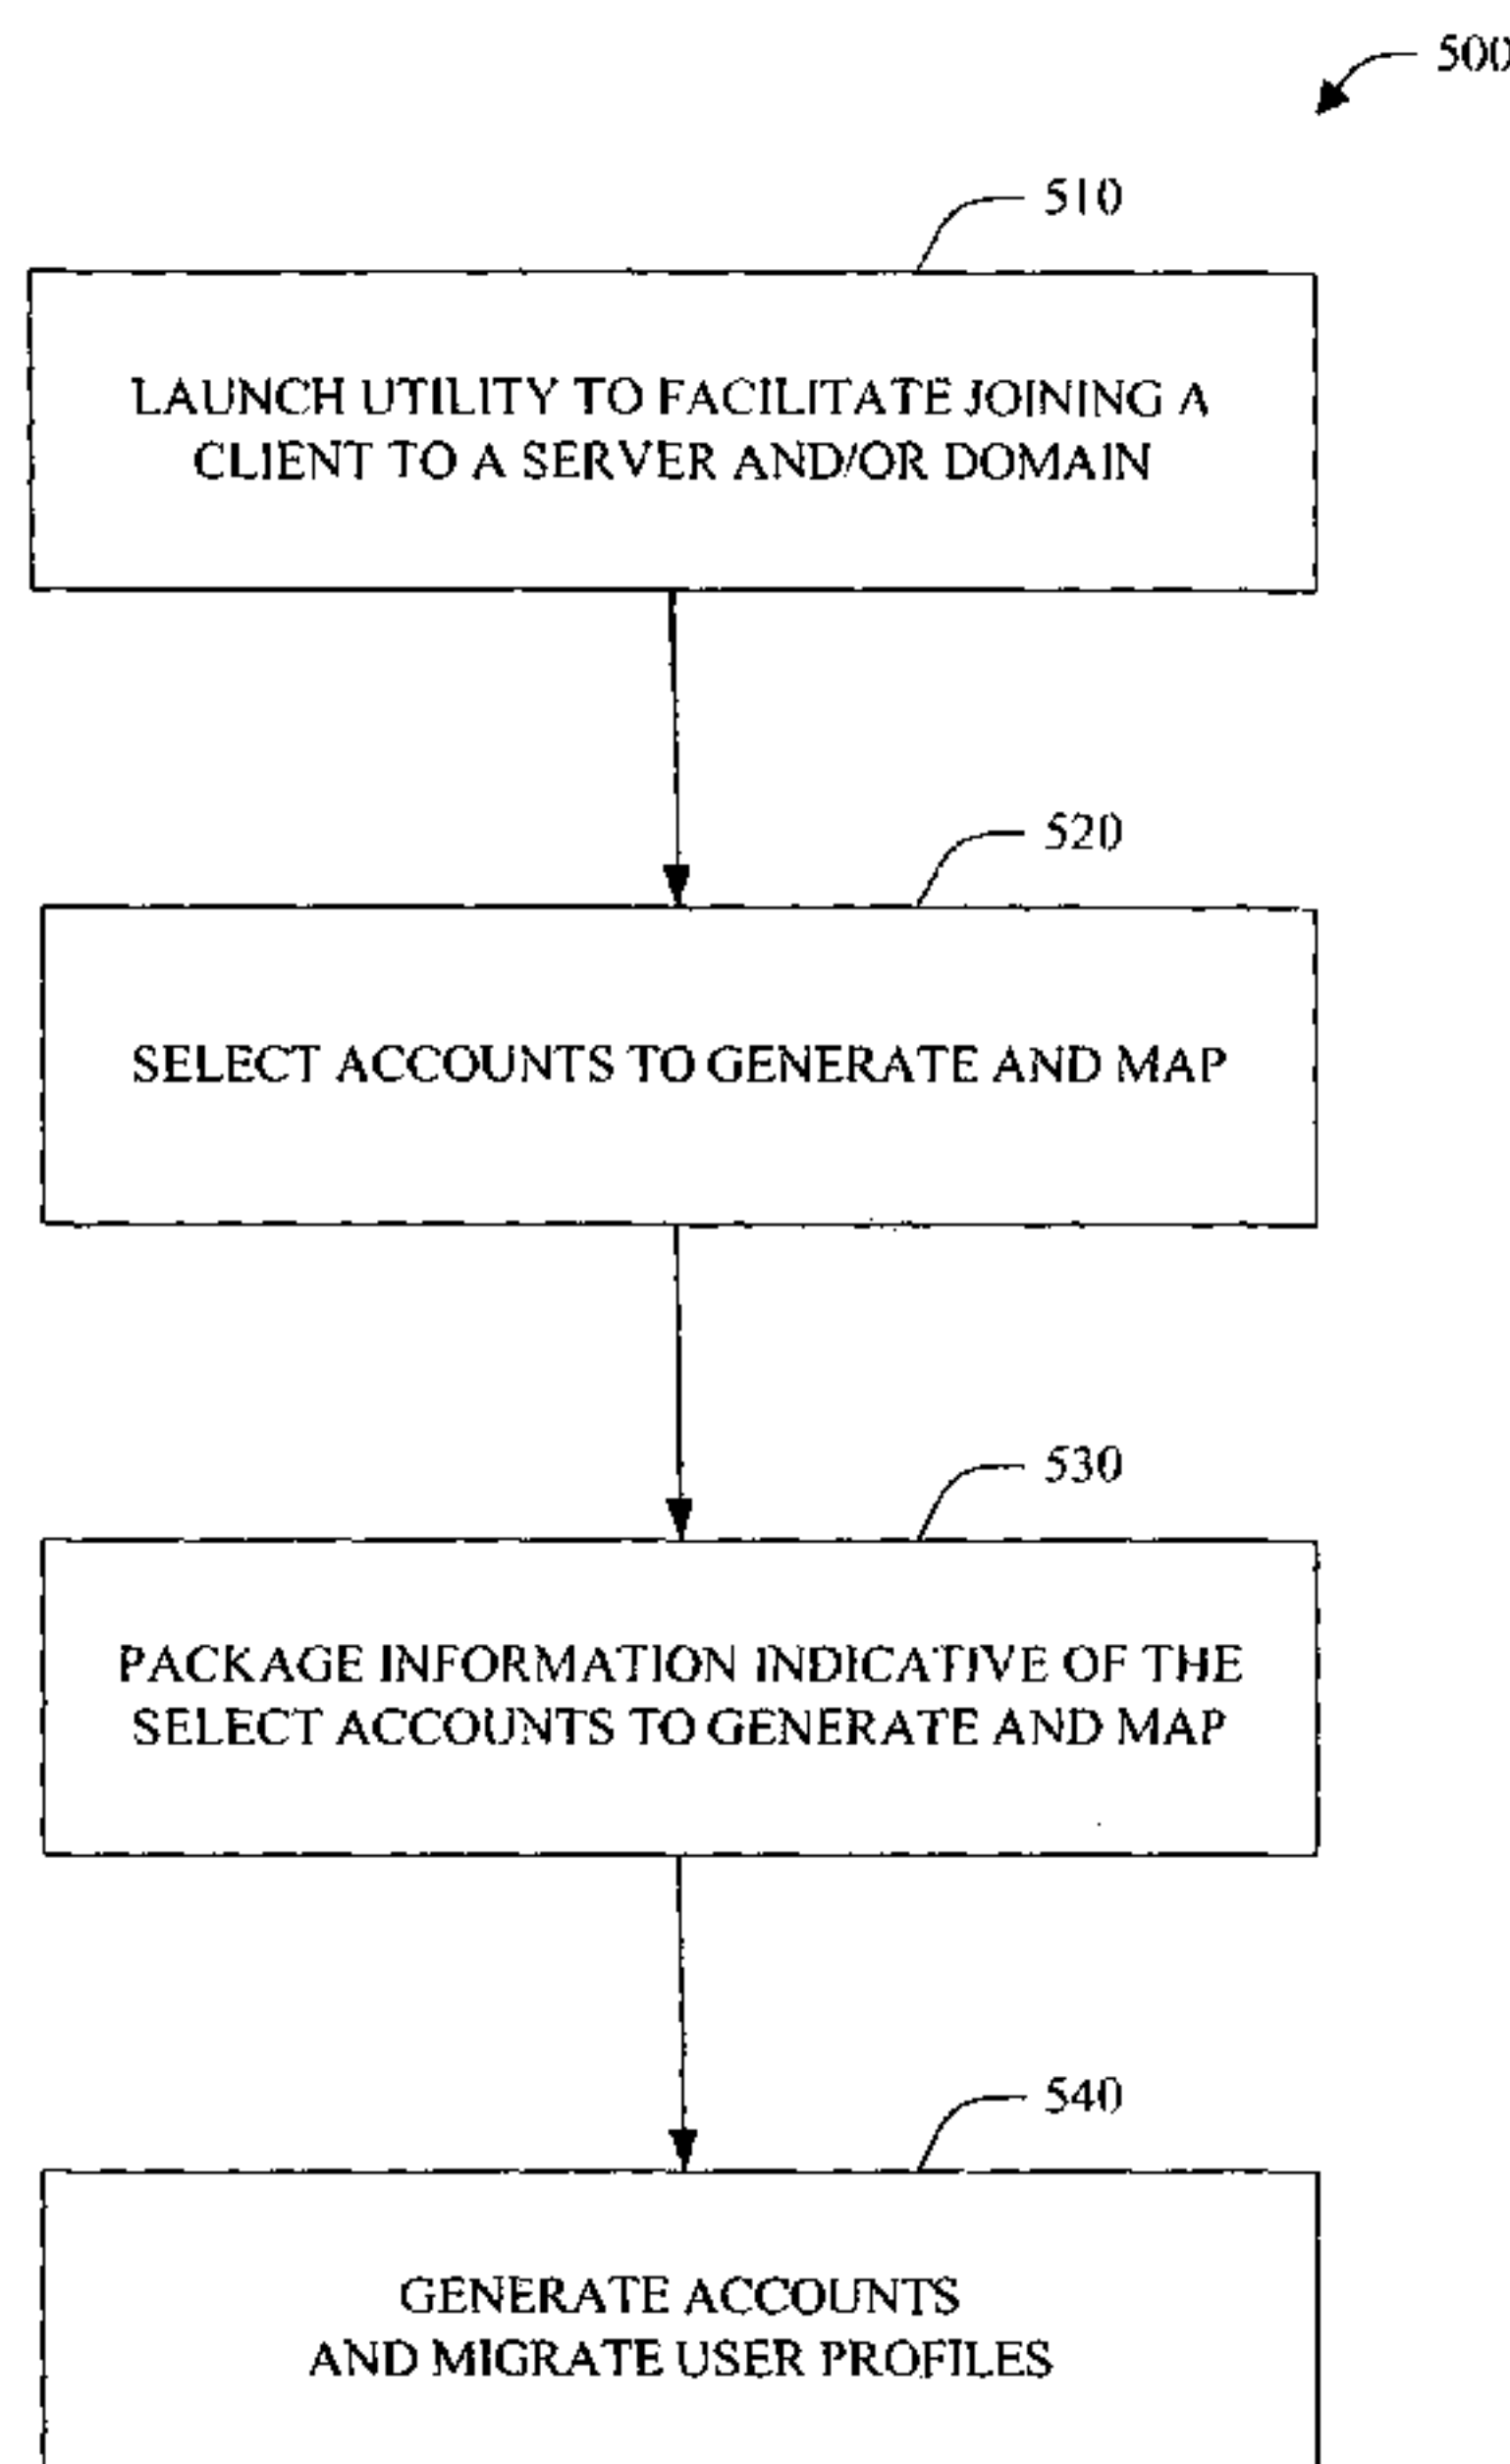 500
510
LAUNCH UTILITY TO FACILITATE JOINING A
CLIENT TO A SERVER AND/OR DOMAIN
520
SELECT ACCOUNTS TO GENERATE AND MAP
530
PACKAGE INFORMATION INDICATIVE OF THE
SELECT ACCOUNTS TO GENERATE AND MAP
540
GENERATE ACCOUNTS
AND MIGRATE USER PROFILES